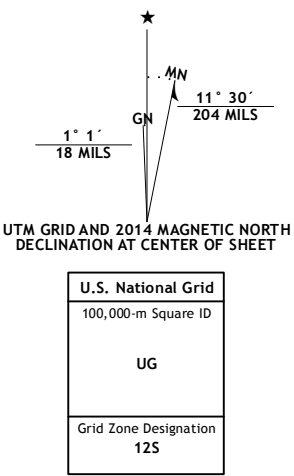 ★
MN
GN
11° 30´
204 MILS
1° 1´
18 MILS
UTM GRID AND 2014 MAGNETIC NORTH
DECLINATION AT CENTER OF SHEET
U.S. National Grid
100,000-m Square ID
UG
Grid Zone Designation
12S